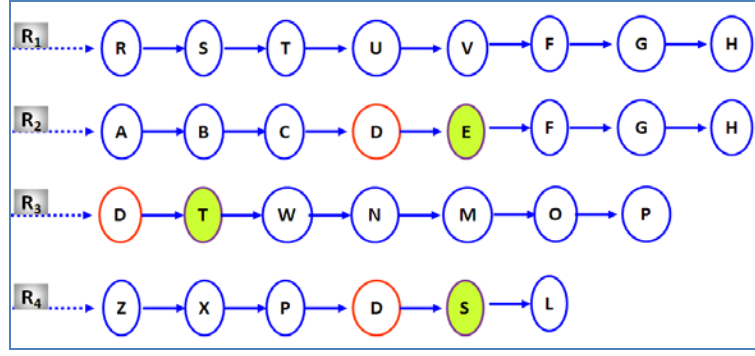 R1 R S T U V F G H
R2 A B C D E F G H
R3 D T W N M O P
R4 Z X P D S L